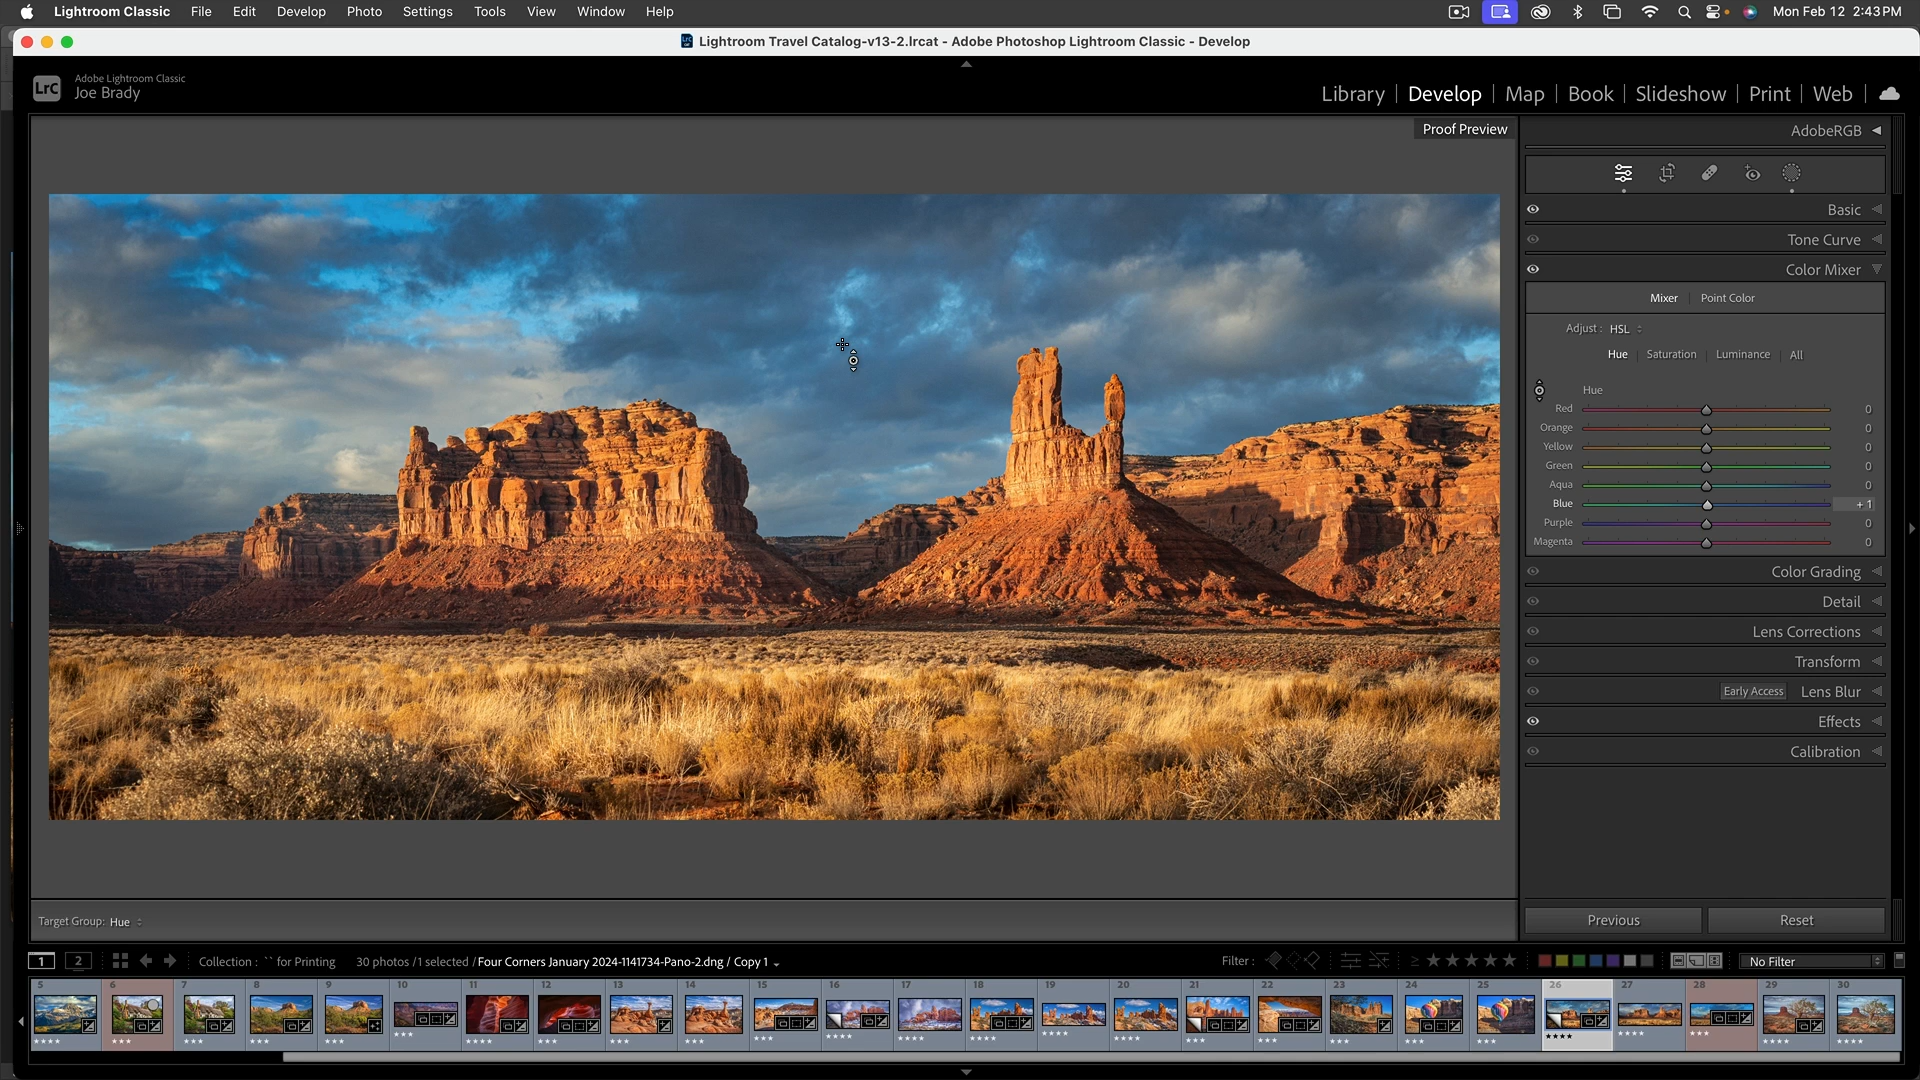 Lightroom Classic File Edit Develop Photo Settings Tools View Window Help Mon Feb 12 2:43 PM
Lightroom Travel Catalog-v13-2.lrcat - Adobe Photoshop Lightroom Classic - Develop
LrC
Adobe Lightroom Classic
Joe Brady
Library | Develop | Map | Book | Slideshow | Print | Web |
Proof Preview
AdobeRGB
Basic
Tone Curve
Color Mixer
Mixer Point Color
Adjust : HSL
Hue Saturation Luminance All
Hue
Red 0
Orange 0
Yellow 0
Green 0
Aqua 0
Blue + 1
Purple 0
Magenta 0
Color Grading
Detail
Lens Corrections
Transform
Early Access Lens Blur
Effects
Calibration
Previous Reset
Target Group: Hue
1 2 Collection : `` for Printing 30 photos /1 selected / Four Corners January 2024-1141734-Pano-2.dng / Copy 1 Filter : ≥ ★★★★★ No Filter
5 6 7 8 9 10 11 12 13 14 15 16 17 18 19 20 21 22 23 24 25 26 27 28 29 30